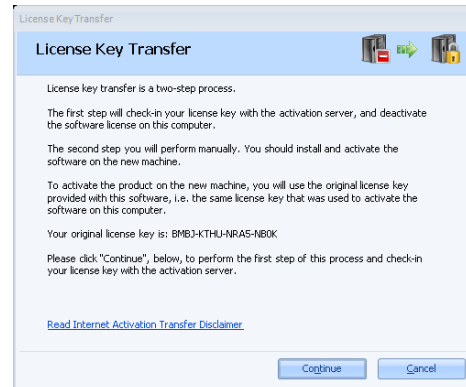 License Key Transfer
License Key Transfer
License key transfer is a two-step process.
The first step will check-in your license key with the activation server, and deactivate
the software license on this computer.
The second step you will perform manually. You should install and activate the
software on the new machine.
To activate the product on the new machine, you will use the original license key
provided with this software, i.e. the same license key that was used to activate the
software on this computer.
Your original license key is: BMBJ-KTHU-NRA5-NB0K
Please click "Continue", below, to perform the first step of this process and check-in
your license key with the activation server.
Read Internet Activation Transfer Disclaimer
Continue Cancel